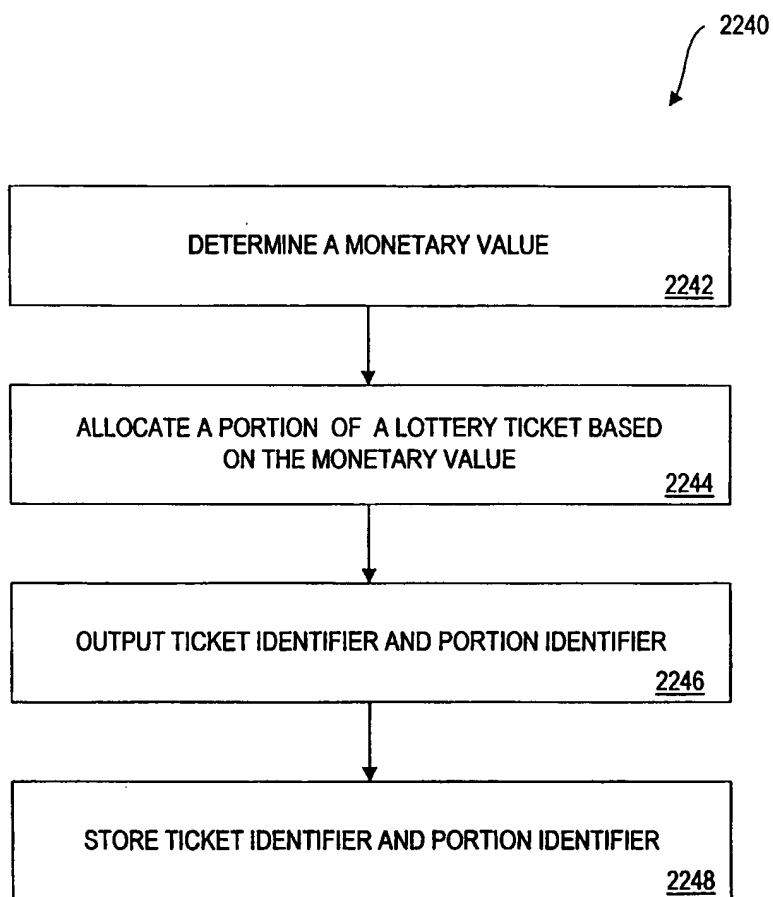 2240
DETERMINE A MONETARY VALUE
2242
ALLOCATE A PORTION OF A LOTTERY TICKET BASED
ON THE MONETARY VALUE
2244
OUTPUT TICKET IDENTIFIER AND PORTION IDENTIFIER
2246
STORE TICKET IDENTIFIER AND PORTION IDENTIFIER
2248